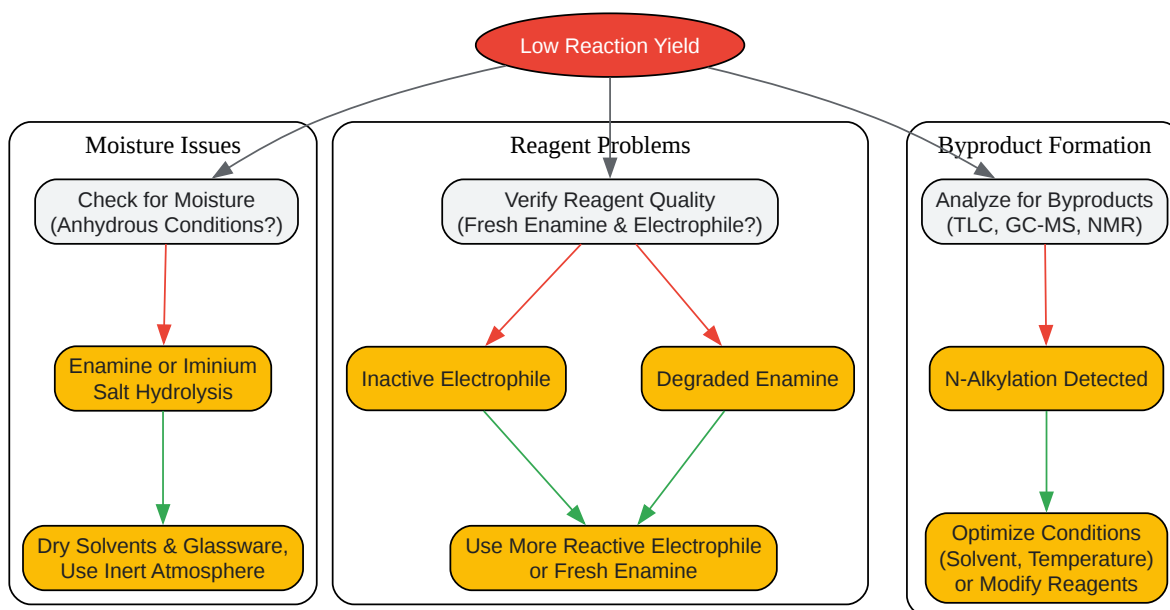 Low Reaction Yield
Moisture Issues
Check for Moisture
(Anhydrous Conditions?)
Enamine or Iminium
Salt Hydrolysis
Dry Solvents & Glassware,
Use Inert Atmosphere
Reagent Problems
Verify Reagent Quality
(Fresh Enamine & Electrophile?)
Inactive Electrophile
Degraded Enamine
Use More Reactive Electrophile
or Fresh Enamine
Byproduct Formation
Analyze for Byproducts
(TLC, GC-MS, NMR)
N-Alkylation Detected
Optimize Conditions
(Solvent, Temperature)
or Modify Reagents